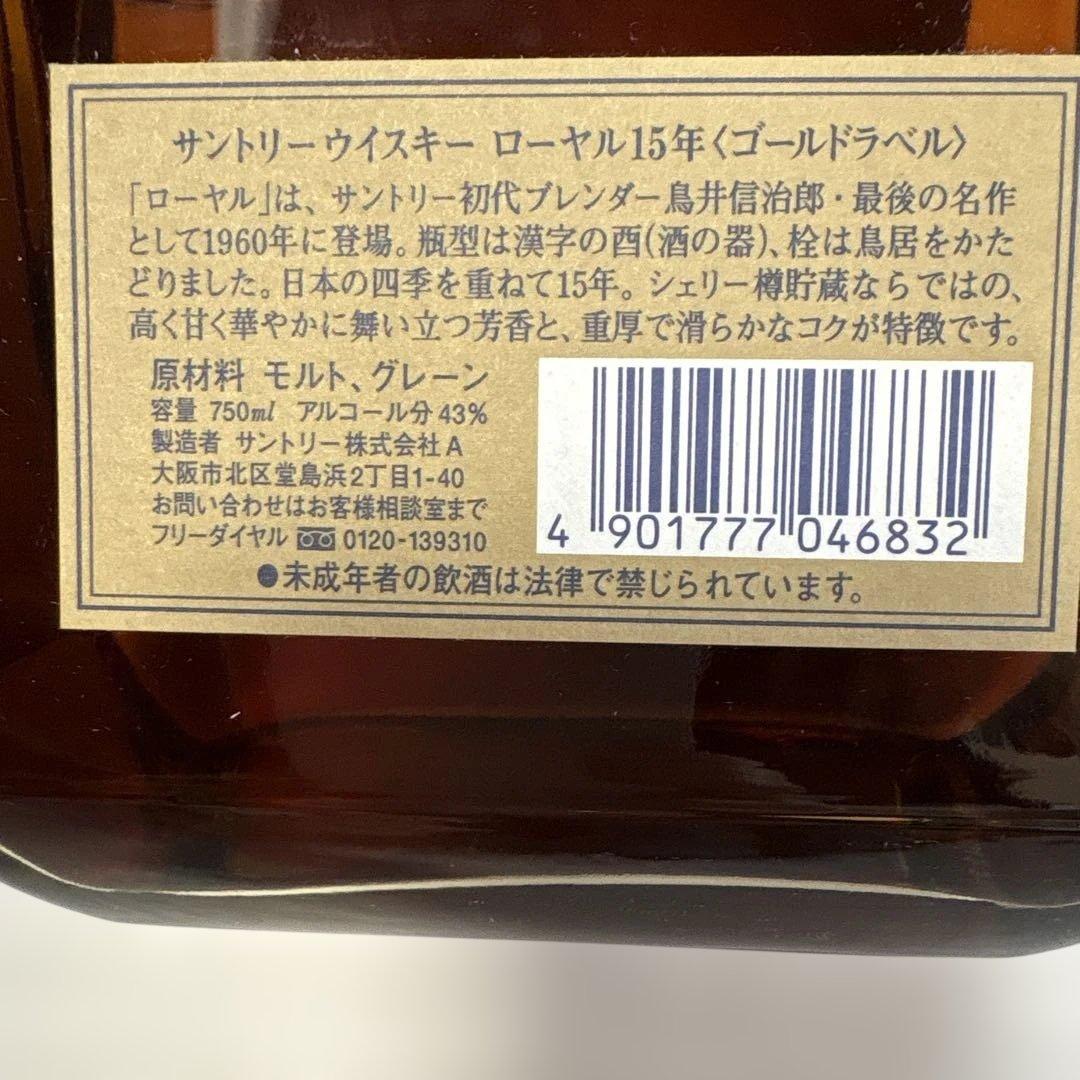 サントリーウイスキー ローヤル15年〈ゴールドラベル〉
「ローヤル」は、サントリー初代ブレンダー鳥井信治郎・最後の名作
として1960年に登場。瓶型は漢字の酉(酒の器)、栓は鳥居をかた
どりました。日本の四季を重ねて15年。シェリー樽貯蔵ならではの、
高く甘く華やかに舞い立つ芳香と、重厚で滑らかなコクが特徴です。
原材料 モルト、グレーン
容量 750ml アルコール分 43%
製造者 サントリー株式会社A
大阪市北区堂島浜2丁目1-40
お問い合わせはお客様相談室まで
フリーダイヤル 0120-139310
4 901777 046832
●未成年者の飲酒は法律で禁じられています。